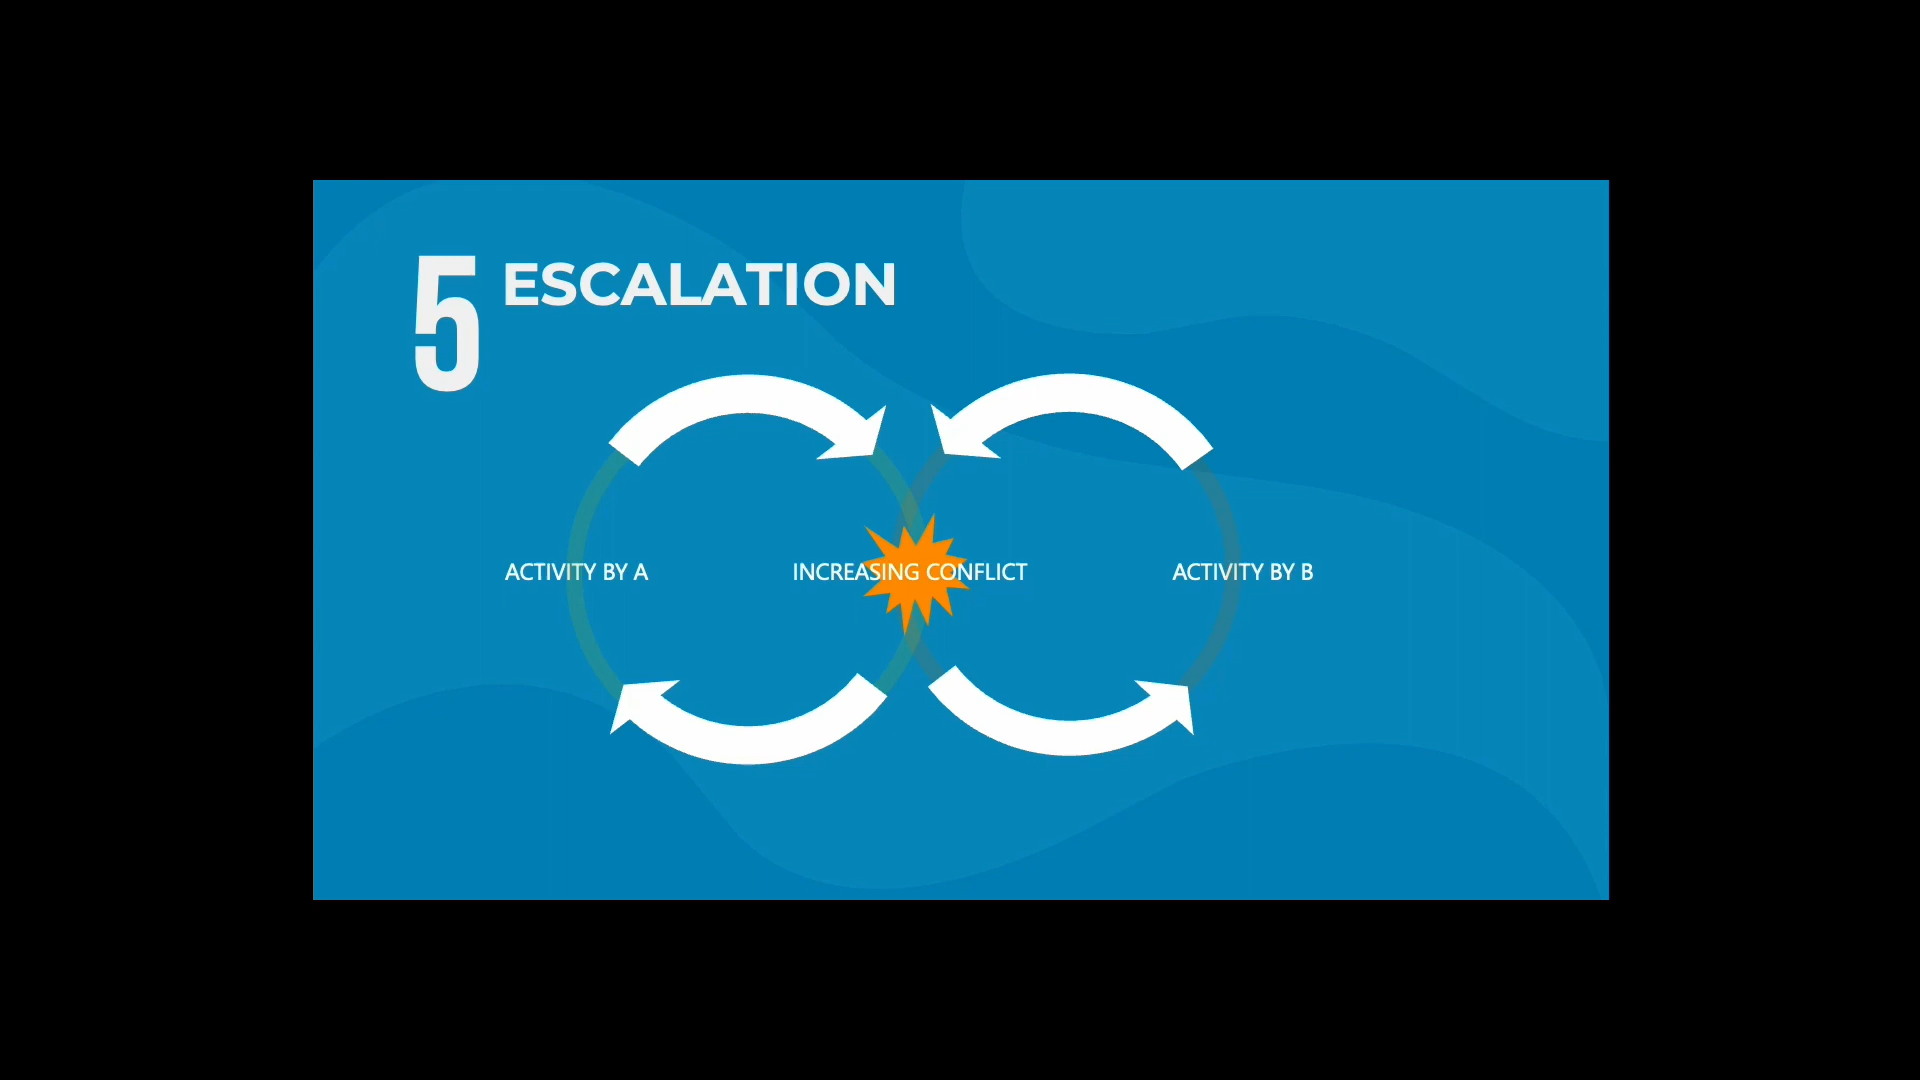 5 ESCALATION
ACTIVITY BY A
INCREASING CONFLICT
ACTIVITY BY B